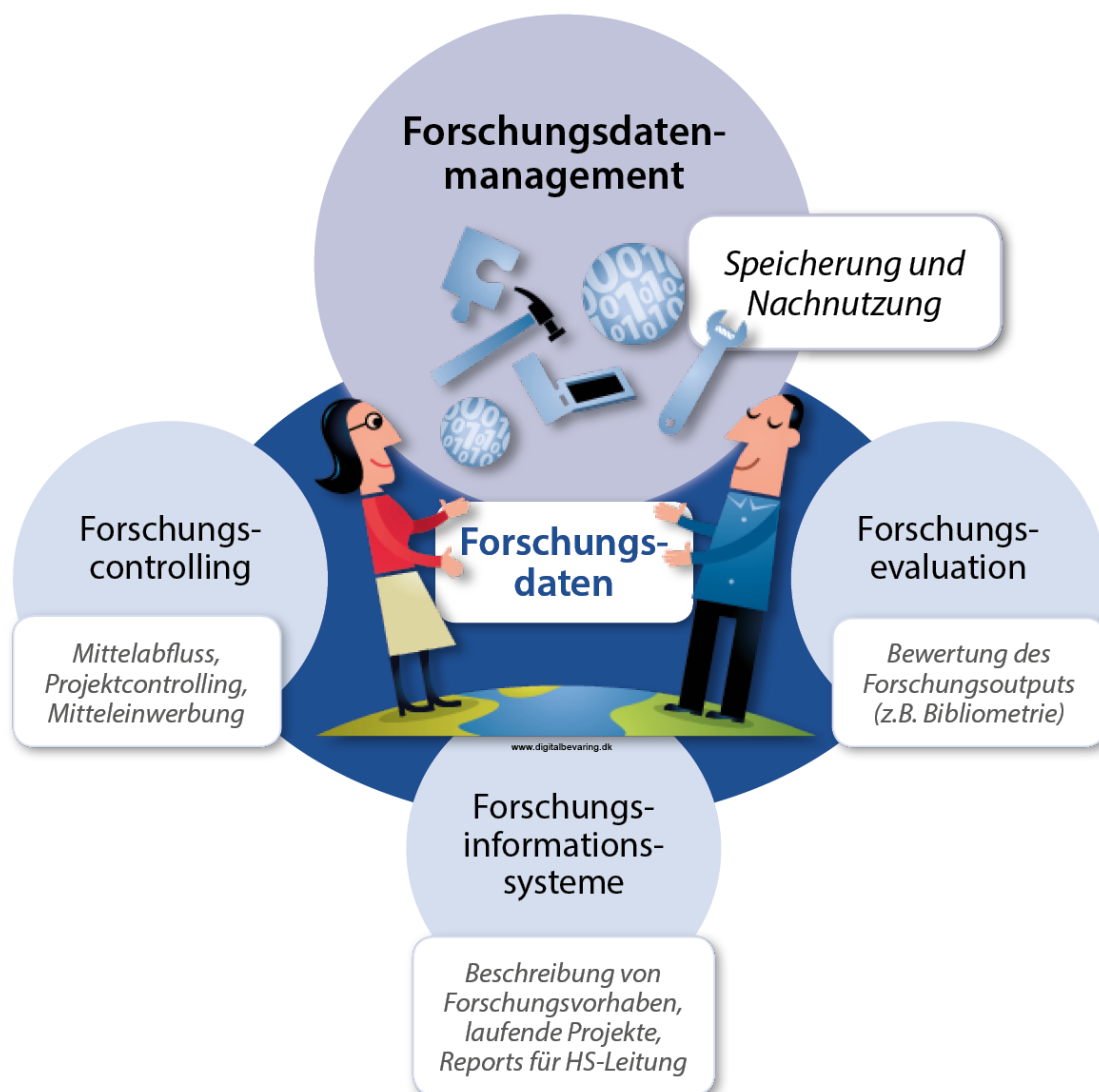 Forschungsdaten-
management
Speicherung und
Nachnutzung
Forschungs-
controlling
Mittelabfluss,
Projektcontrolling,
Mitteleinwerbung
Forschungs-
daten
Forschungs-
evaluation
Bewertung des
Forschungsoutputs
(z.B. Bibliometrie)
www.digitalbevaring.dk
Forschungs-
informations-
systeme
Beschreibung von
Forschungsvorhaben,
laufende Projekte,
Reports für HS-Leitung